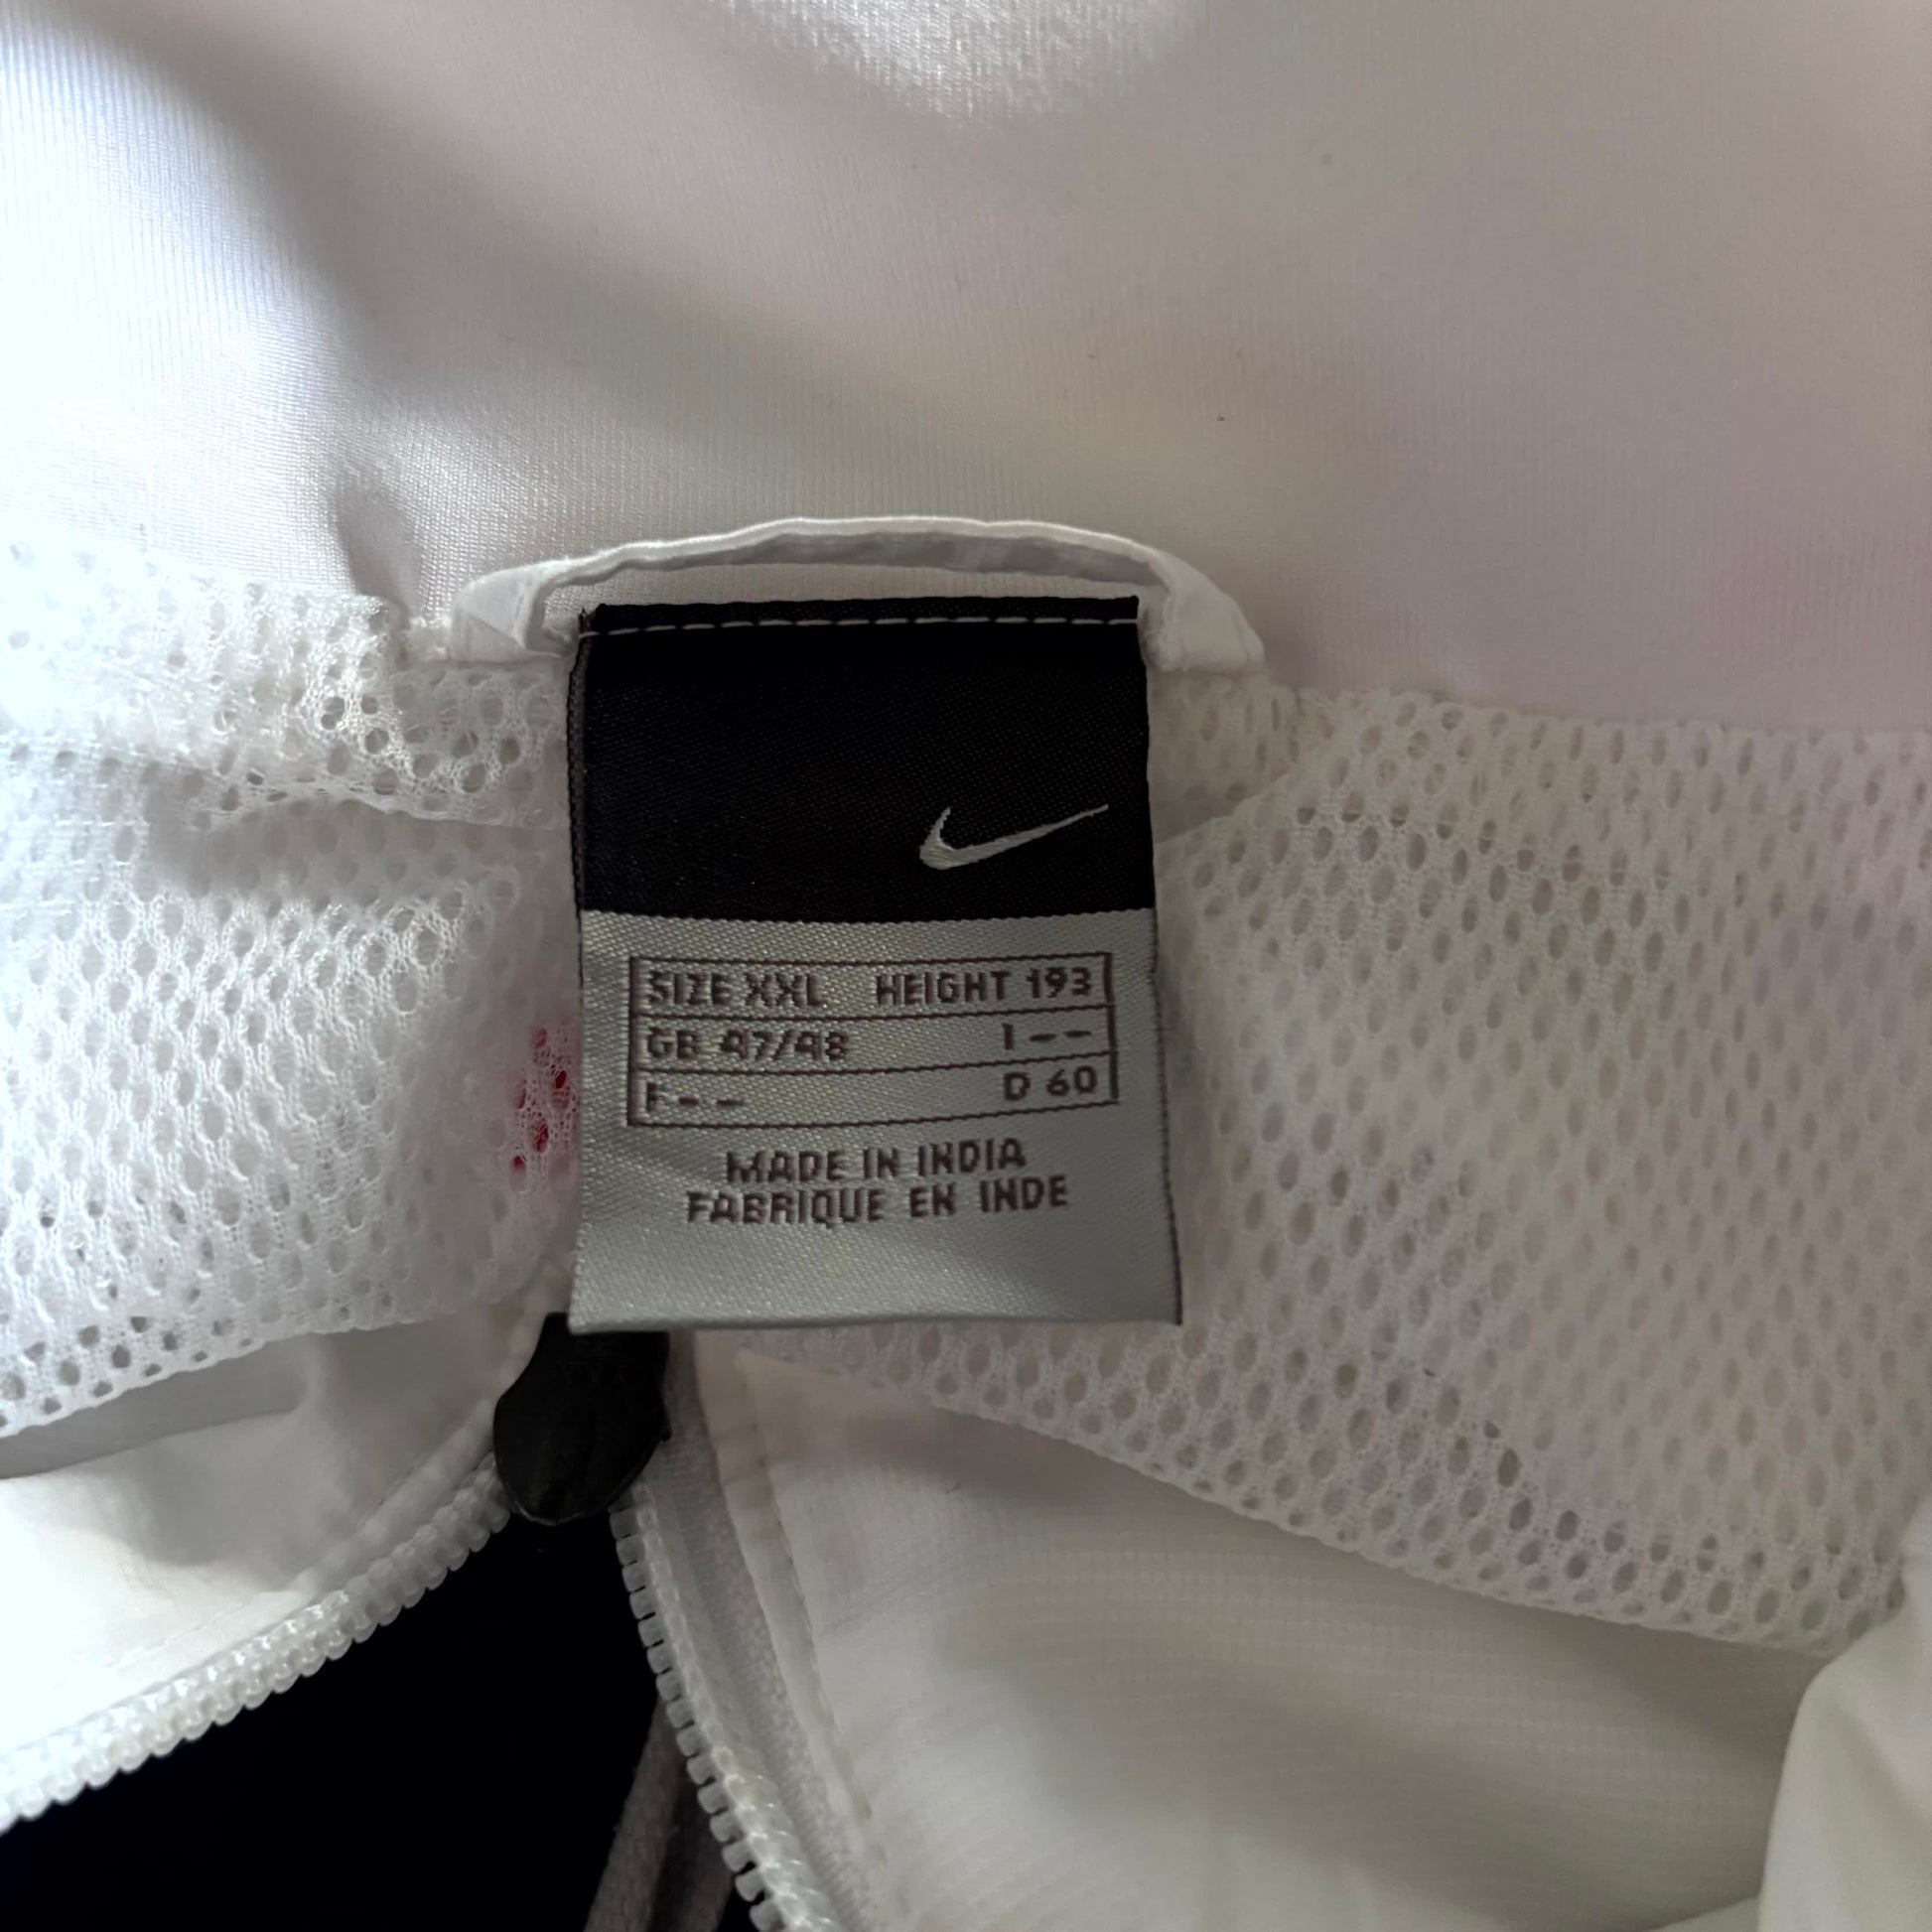 SIZE XXL HEIGHT 193
GB 47/48 I--
F-- D 60
MADE IN INDIA
FABRIQUE EN INDE